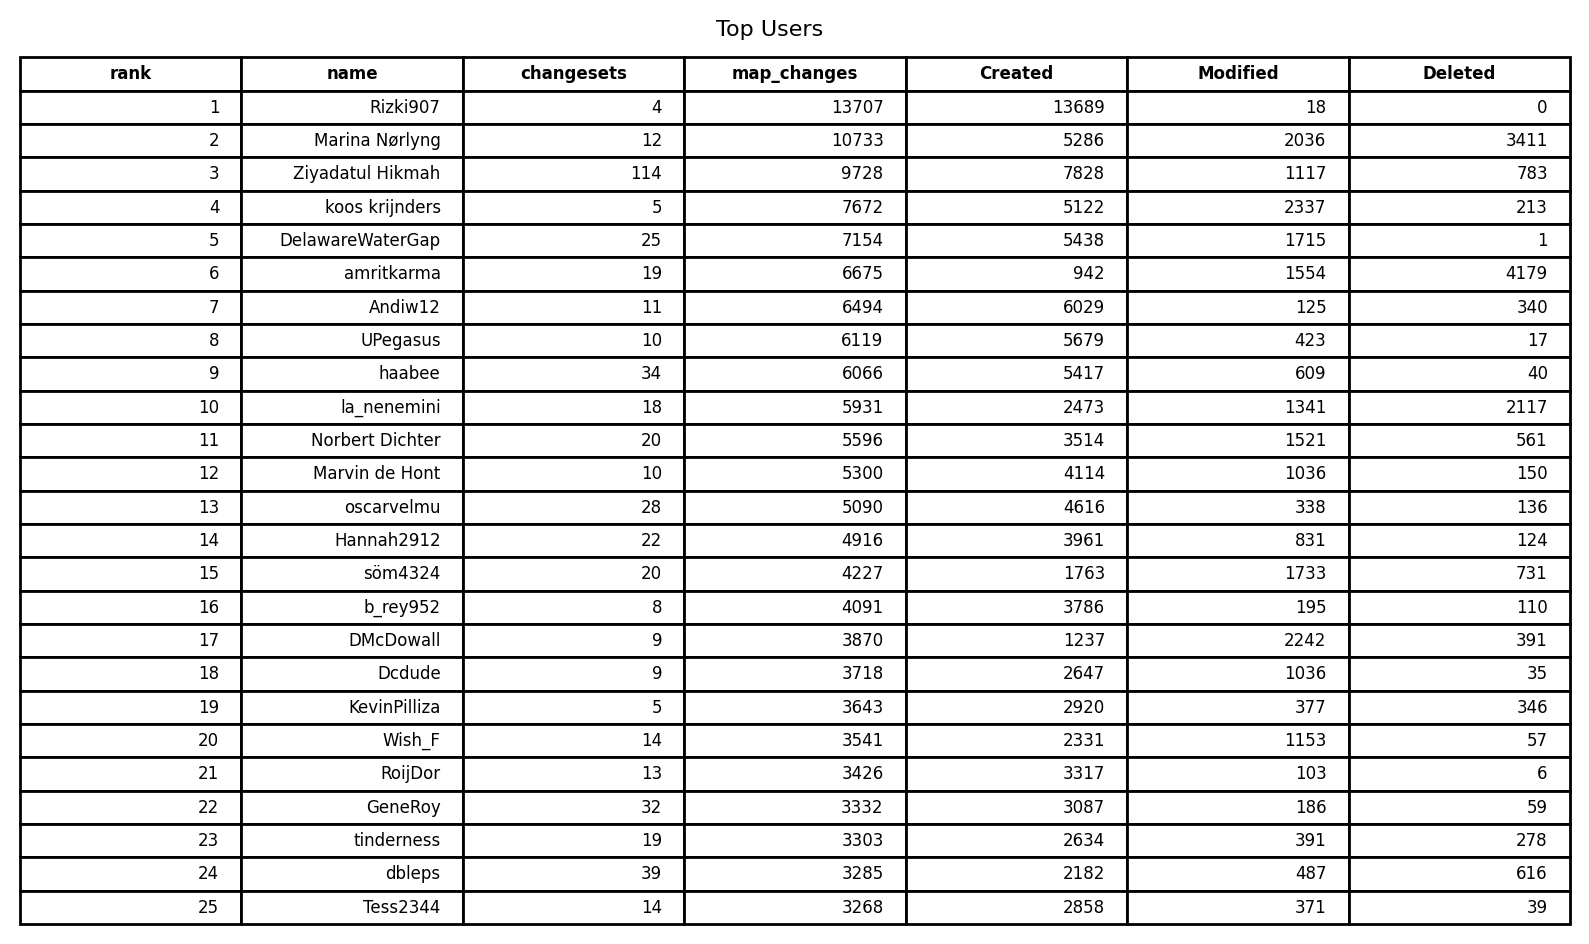 Top Users
rank name changesets map_changes Created Modified Deleted
1 Rizki907 4 13707 13689 18 0
2 Marina Nørlyng 12 10733 5286 2036 3411
3 Ziyadatul Hikmah 114 9728 7828 1117 783
4 koos krijnders 5 7672 5122 2337 213
5 DelawareWaterGap 25 7154 5438 1715 1
6 amritkarma 19 6675 942 1554 4179
7 Andiw12 11 6494 6029 125 340
8 UPegasus 10 6119 5679 423 17
9 haabee 34 6066 5417 609 40
10 la_nenemini 18 5931 2473 1341 2117
11 Norbert Dichter 20 5596 3514 1521 561
12 Marvin de Hont 10 5300 4114 1036 150
13 oscarvelmu 28 5090 4616 338 136
14 Hannah2912 22 4916 3961 831 124
15 söm4324 20 4227 1763 1733 731
16 b_rey952 8 4091 3786 195 110
17 DMcDowall 9 3870 1237 2242 391
18 Dcdude 9 3718 2647 1036 35
19 KevinPilliza 5 3643 2920 377 346
20 Wish_F 14 3541 2331 1153 57
21 RoijDor 13 3426 3317 103 6
22 GeneRoy 32 3332 3087 186 59
23 tinderness 19 3303 2634 391 278
24 dbleps 39 3285 2182 487 616
25 Tess2344 14 3268 2858 371 39